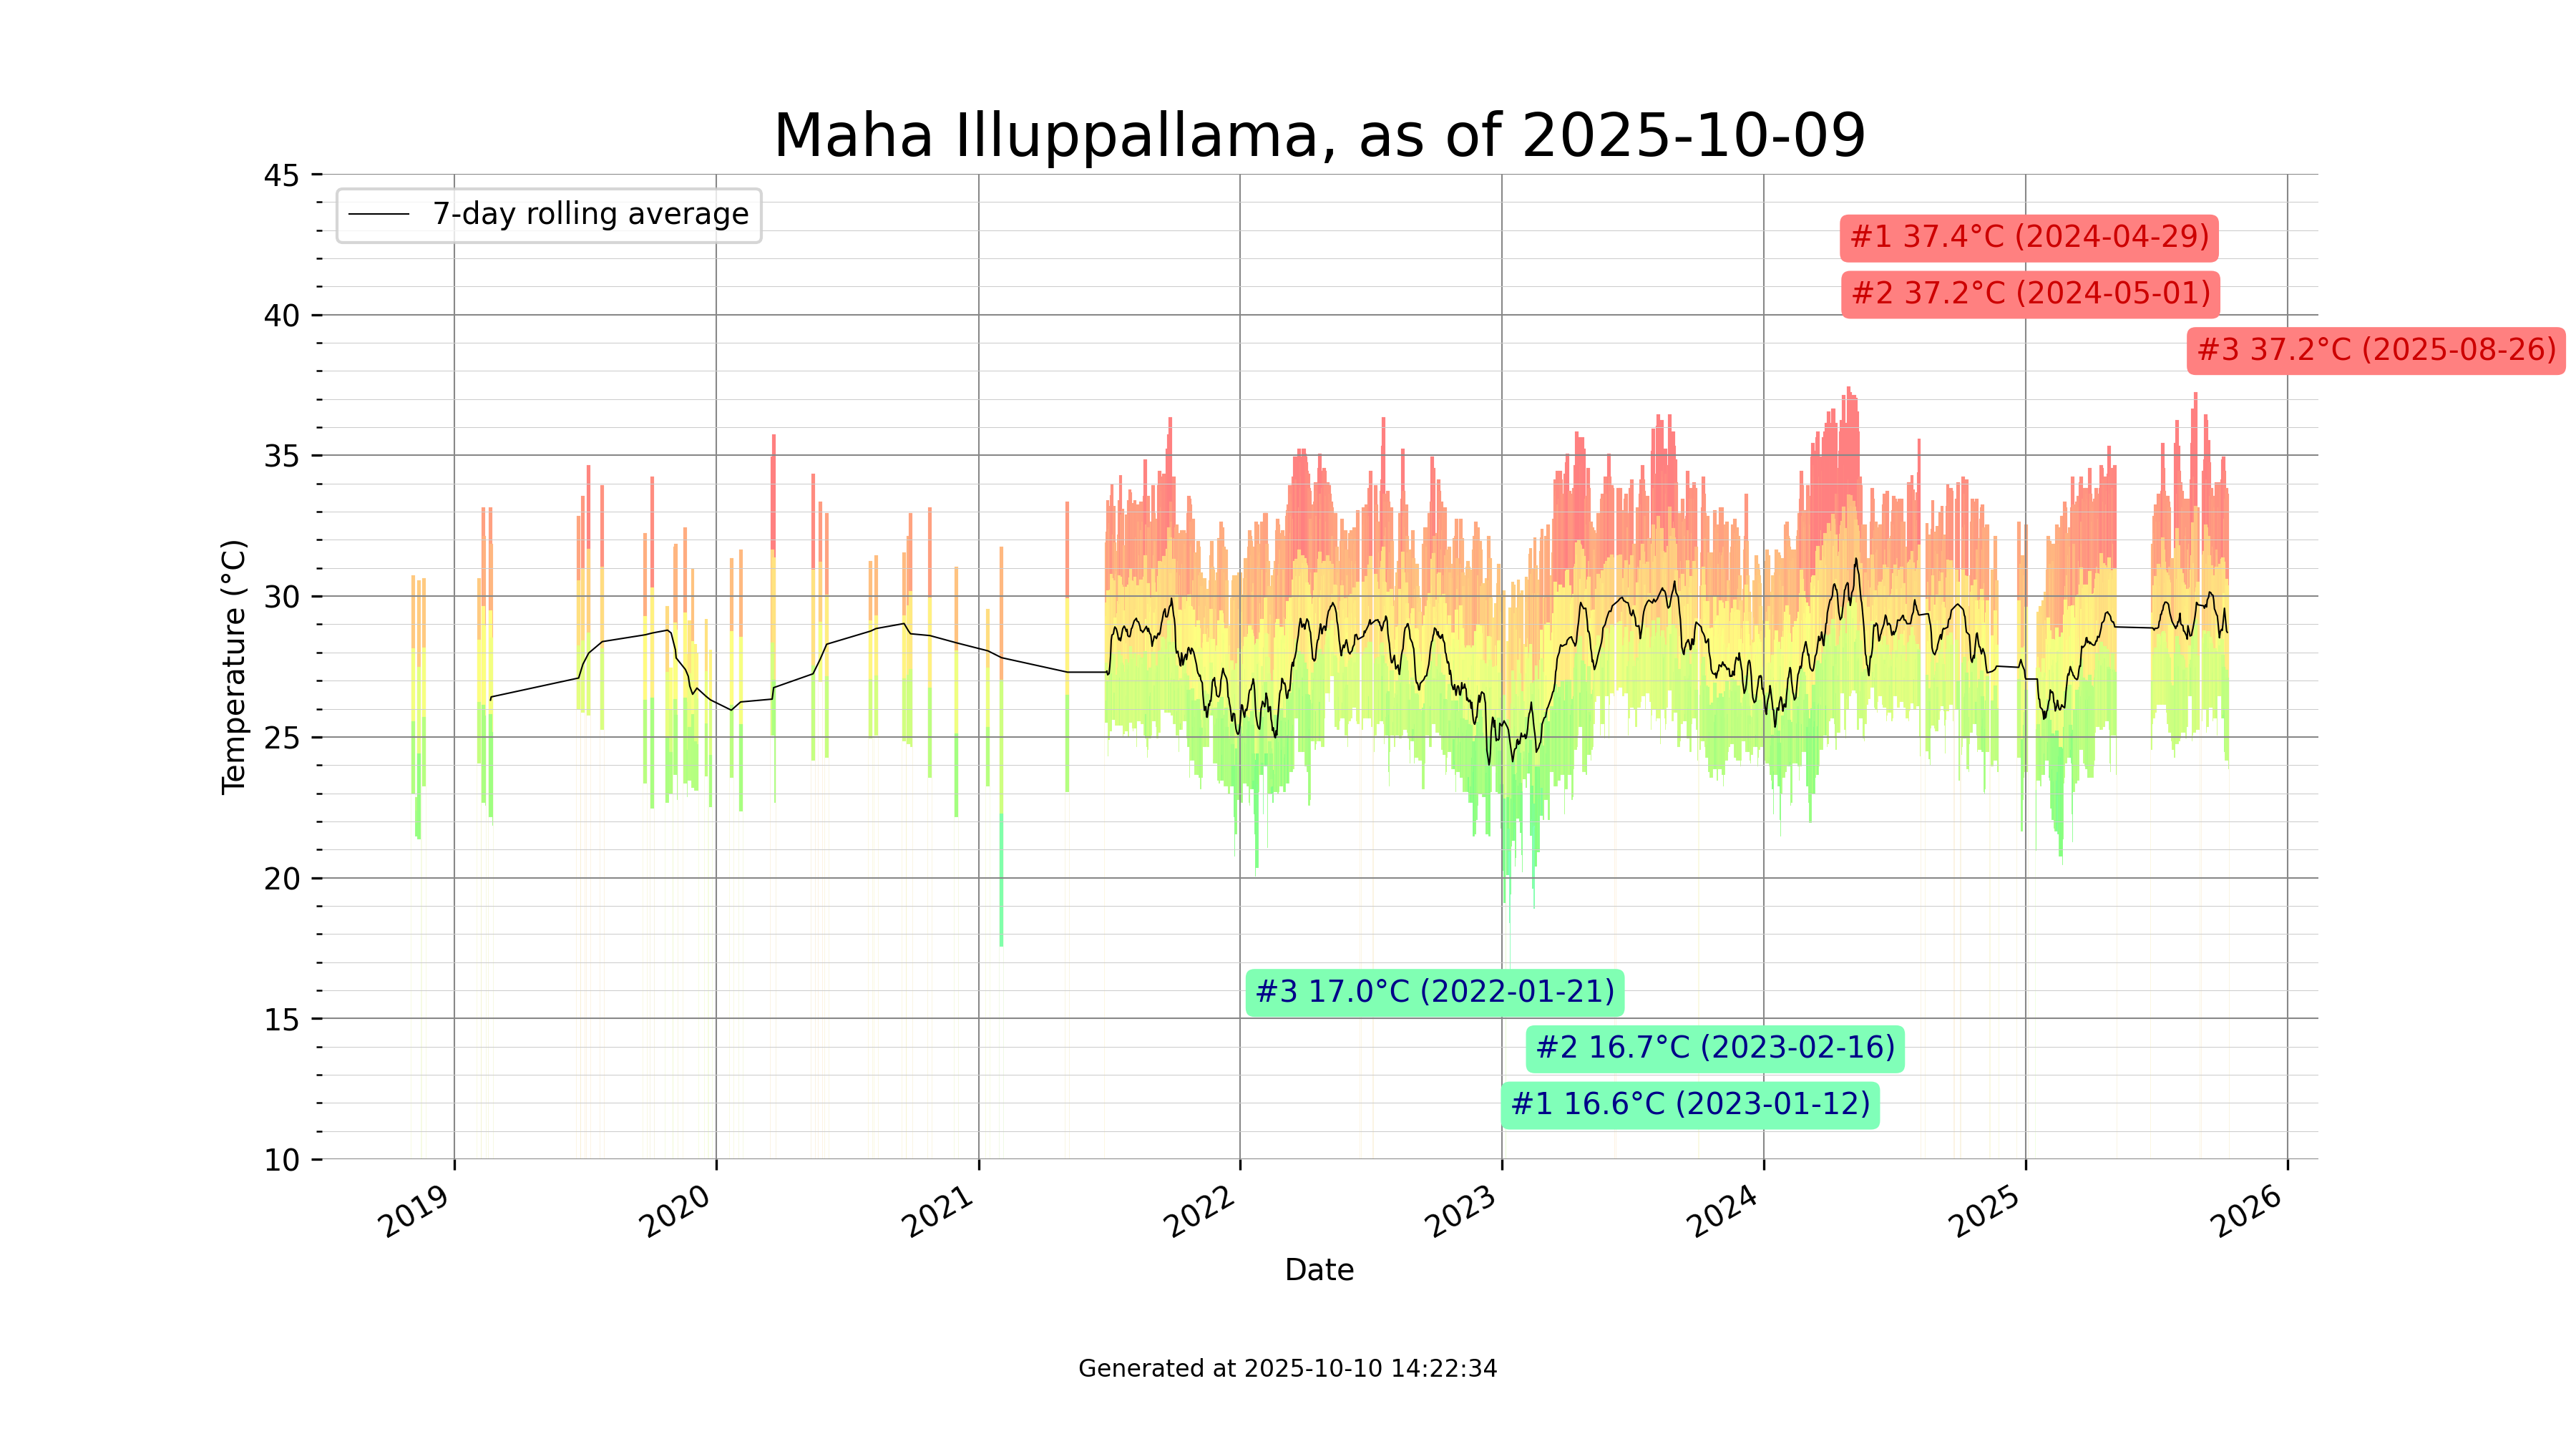 Maha Illuppallama, as of 2025-10-09
45
7-day rolling average
#1 37.4°C (2024-04-29)
#2 37.2°C (2024-05-01)
40
#3 37.2°C (2025-08-26)
35
30
Temperature (°C)
25
20
#3 17.0°C (2022-01-21)
15
#2 16.7°C (2023-02-16)
#1 16.6°C (2023-01-12)
10
2019 2020 2021 2022 2023 2024 2025 2026
Date
Generated at 2025-10-10 14:22:34